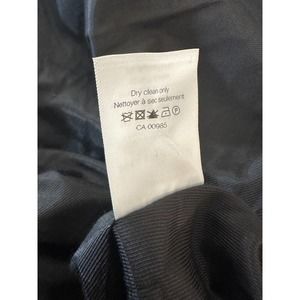 Dry clean only
Nettoyer à sec seulement
P
CA 00985